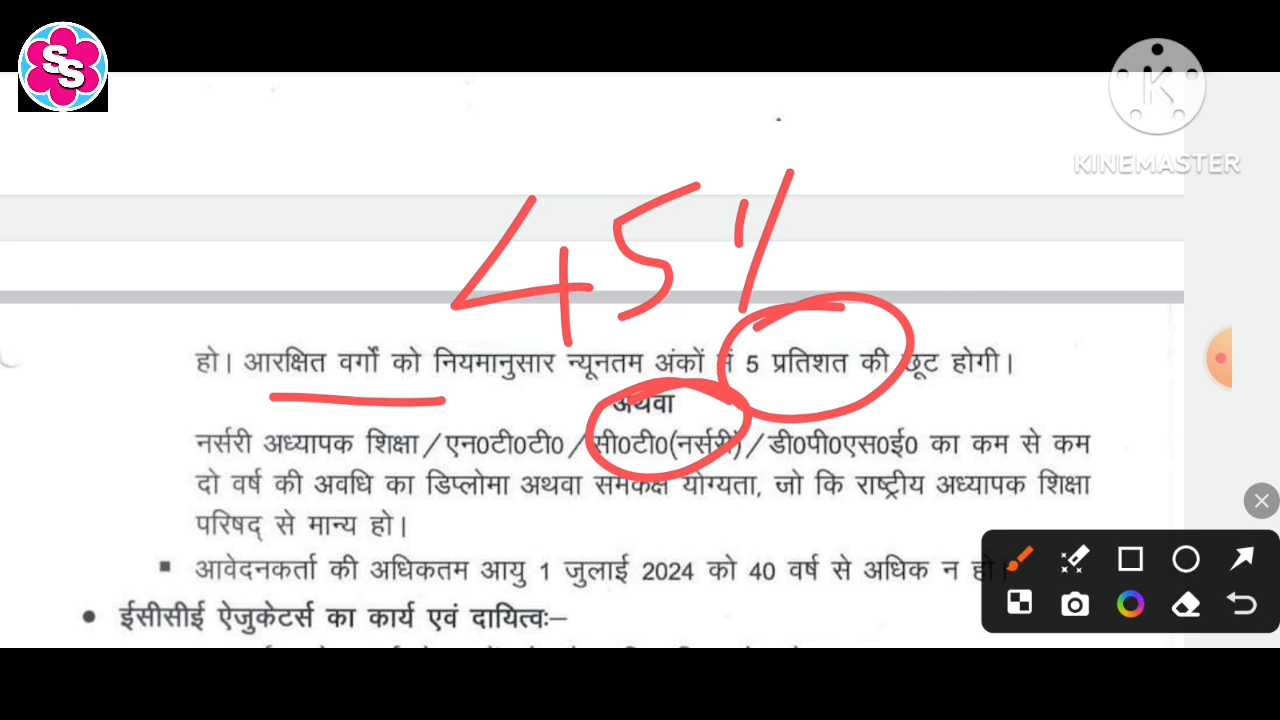 SS
KINEMASTER
45%
हो। आरक्षित वर्गों को नियमानुसार न्यूनतम अंकों में 5 प्रतिशत की छूट होगी।
अथवा
नर्सरी अध्यापक शिक्षा/एन0टी0टी0/सी0टी0(नर्सरी)/डी0पी0एस0ई0 का कम से कम
दो वर्ष की अवधि का डिप्लोमा अथवा समकक्ष योग्यता, जो कि राष्ट्रीय अध्यापक शिक्षा
परिषद् से मान्य हो।
▪ आवेदनकर्ता की अधिकतम आयु 1 जुलाई 2024 को 40 वर्ष से अधिक न हो।
• ईसीसीई ऐजुकेटर्स का कार्य एवं दायित्वः–